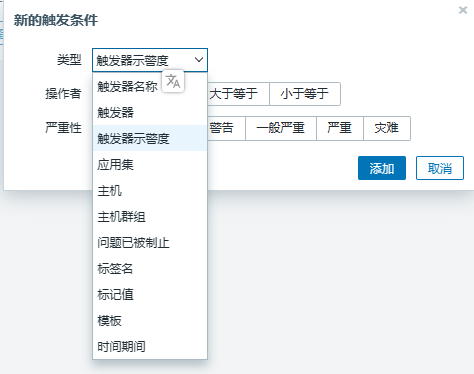 新的触发条件
类型 触发器示警度
操作者 大于等于 小于等于
严重性 警告 一般严重 严重 灾难
触发器名称
触发器
触发器示警度
应用集
主机
主机群组
问题已被制止
标签名
标记值
模板
时间期间
添加 取消